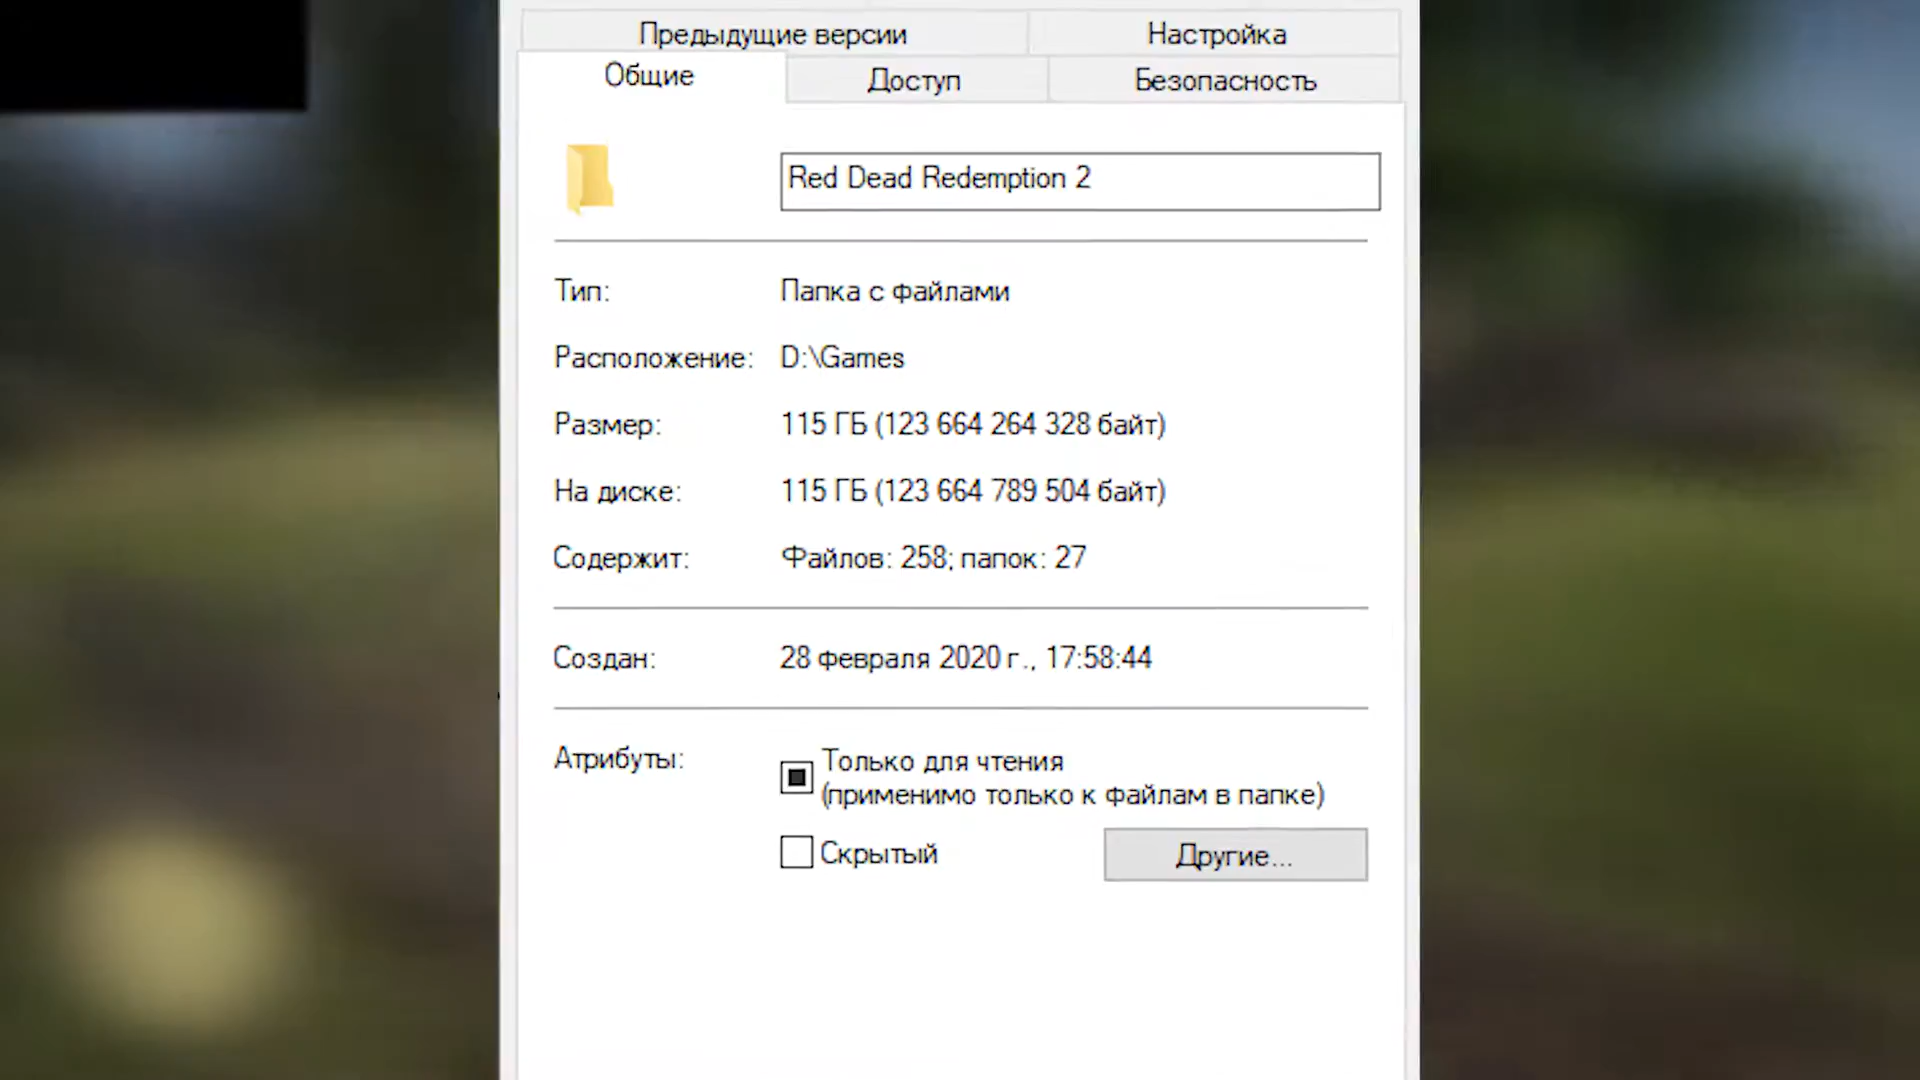 Предыдущие версии
Настройка
Общие
Доступ
Безопасность
Red Dead Redemption 2
Тип: Папка с файлами
Расположение: D:\Games
Размер: 115 ГБ (123 664 264 328 байт)
На диске: 115 ГБ (123 664 789 504 байт)
Содержит: Файлов: 258; папок: 27
Создан: 28 февраля 2020 г., 17:58:44
Атрибуты: Только для чтения
(применимо только к файлам в папке)
Скрытый
Другие...